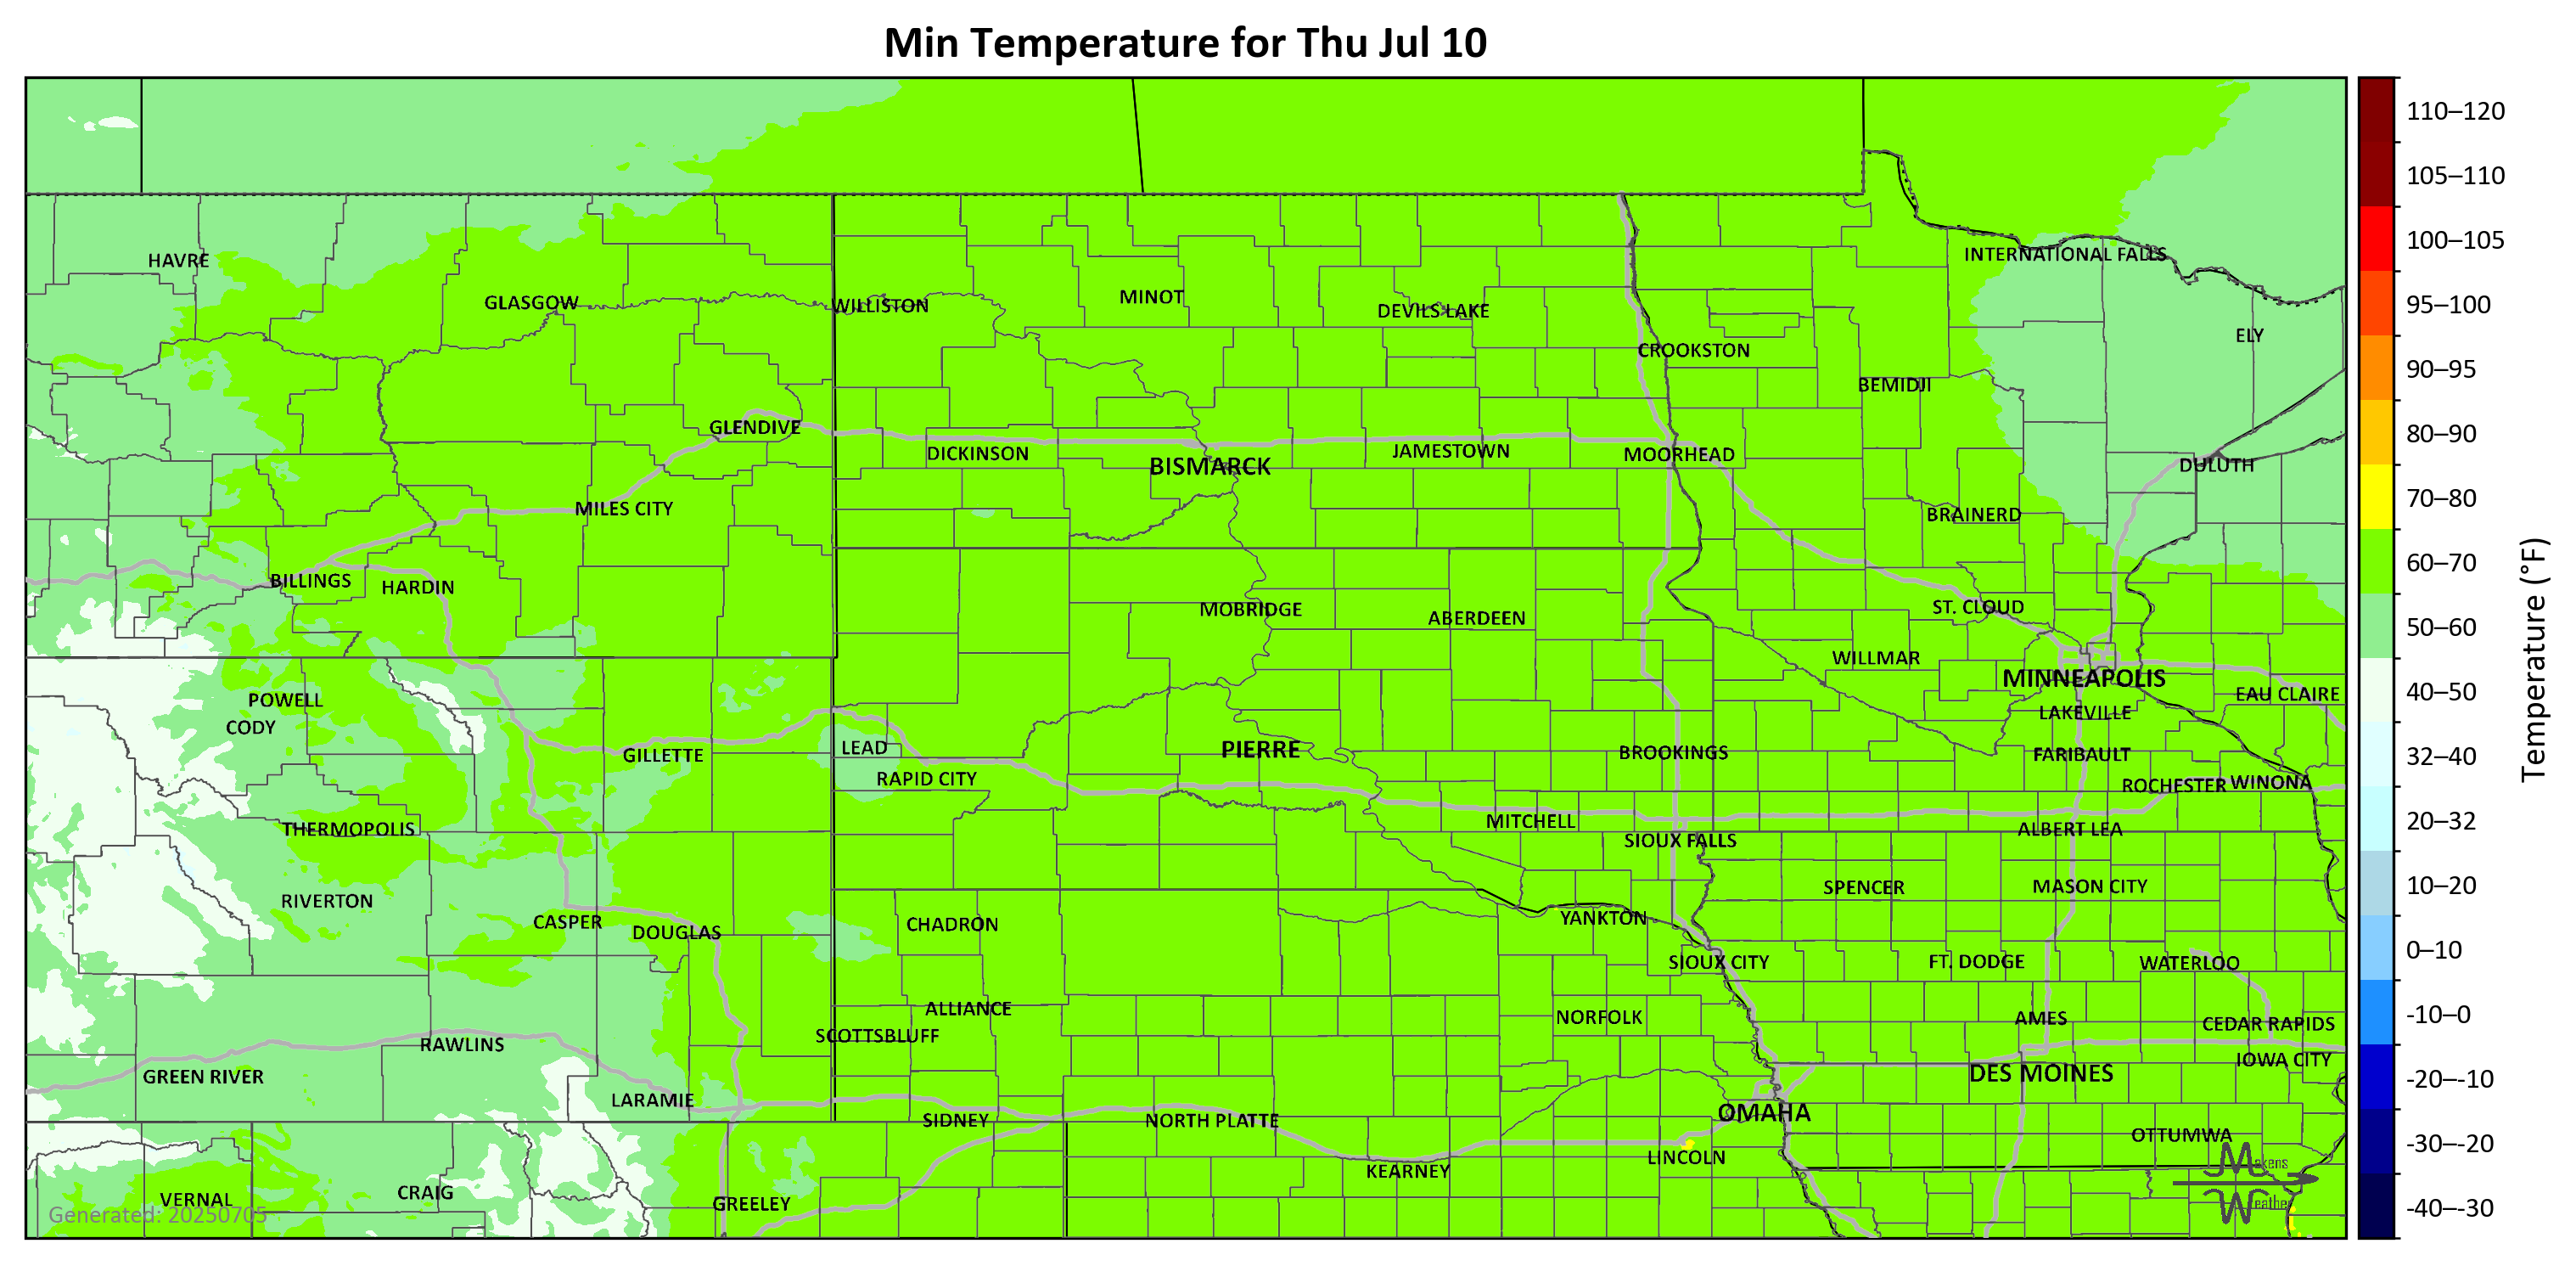 Min Temperature for Thu Jul 10
110–120
105–110
100–105
95–100
90–95
80–90
70–80
60–70
50–60
40–50
32–40
20–32
10–20
0–10
-10–0
-20–-10
-30–-20
-40–-30
Temperature (°F)
HAVRE
GLASGOW
WILLISTON
MINOT
DEVILS LAKE
INTERNATIONAL FALLS
ELY
CROOKSTON
BEMIDJI
GLENDIVE
DICKINSON
BISMARCK
JAMESTOWN
MOORHEAD
DULUTH
MILES CITY
BRAINERD
BILLINGS
HARDIN
MOBRIDGE
ABERDEEN
ST. CLOUD
WILLMAR
MINNEAPOLIS
EAU CLAIRE
POWELL
CODY
LAKEVILLE
GILLETTE
LEAD
PIERRE
BROOKINGS
FARIBAULT
RAPID CITY
ROCHESTER
WINONA
THERMOPOLIS
MITCHELL
SIOUX FALLS
ALBERT LEA
RIVERTON
SPENCER
MASON CITY
CASPER
DOUGLAS
CHADRON
YANKTON
SIOUX CITY
FT. DODGE
WATERLOO
ALLIANCE
NORFOLK
AMES
CEDAR RAPIDS
SCOTTSBLUFF
RAWLINS
IOWA CITY
GREEN RIVER
DES MOINES
LARAMIE
SIDNEY
NORTH PLATTE
OMAHA
OTTUMWA
LINCOLN
KEARNEY
VERNAL
CRAIG
GREELEY
Makens
Weather
Generated: 20250705